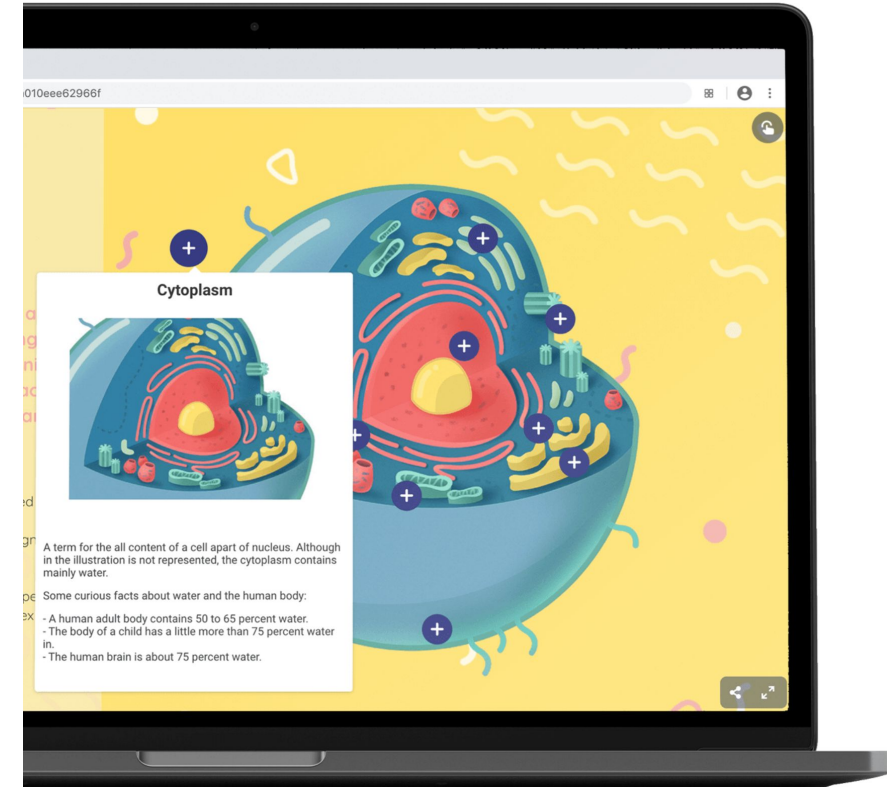 010eee62966f
Cytoplasm
A term for the all content of a cell apart of nucleus. Although
in the illustration is not represented, the cytoplasm contains
mainly water.
Some curious facts about water and the human body:
- A human adult body contains 50 to 65 percent water.
- The body of a child has a little more than 75 percent water
in.
- The human brain is about 75 percent water.